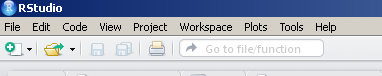 RStudio
File Edit Code View Project Workspace Plots Tools Help
Go to file/function